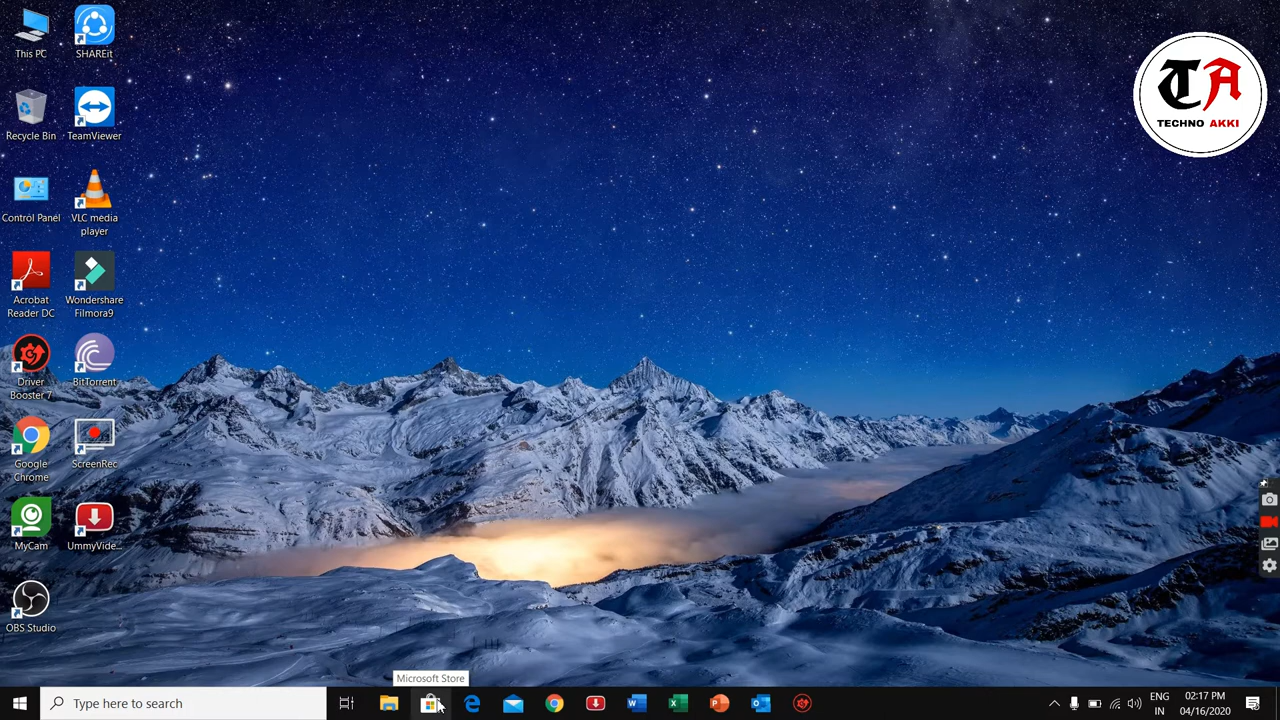 This PC
SHAREit
Recycle Bin
TeamViewer
Control Panel
VLC media
player
Acrobat
Reader DC
Wondershare
Filmora9
Driver
Booster 7
BitTorrent
Google
Chrome
ScreenRec
MyCam
UmmyVide...
OBS Studio
TA
TECHNO AKKI
Microsoft Store
Type here to search
ENG
IN
02:17 PM
04/16/2020